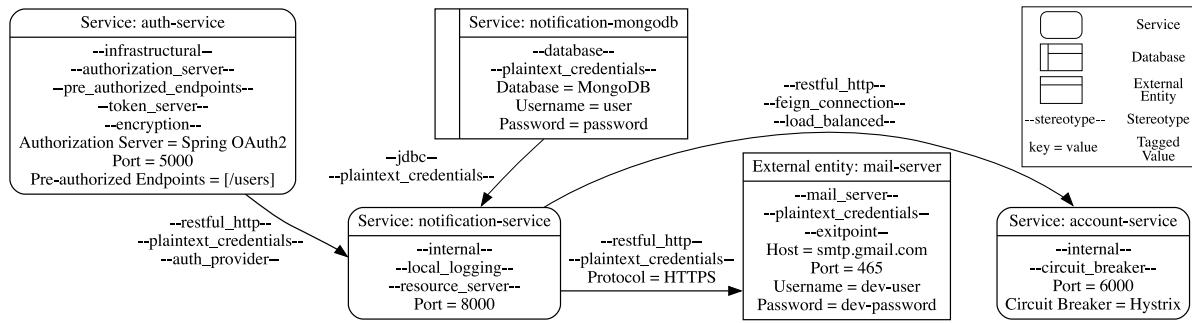 Service: auth-service
--infrastructural--
--authorization_server--
--pre_authorized_endpoints--
--token_server--
--encryption--
Authorization Server = Spring OAuth2
Port = 5000
Pre-authorized Endpoints = [/users]
Service: notification-mongodb
--database--
--plaintext_credentials--
Database = MongoDB
Username = user
Password = password
--restful_http--
--feign_connection--
--load_balanced--
Service
Database
External
Entity
--stereotype--
Stereotype
key = value
Tagged
Value
--jdbc--
--plaintext_credentials--
--restful_http--
--plaintext_credentials--
--auth_provider--
Service: notification-service
--internal--
--local_logging--
--resource_server--
Port = 8000
--restful_http--
--plaintext_credentials--
Protocol = HTTPS
External entity: mail-server
--mail_server--
--plaintext_credentials--
--exitpoint--
Host = smtp.gmail.com
Port = 465
Username = dev-user
Password = dev-password
Service: account-service
--internal--
--circuit_breaker--
Port = 6000
Circuit Breaker = Hystrix